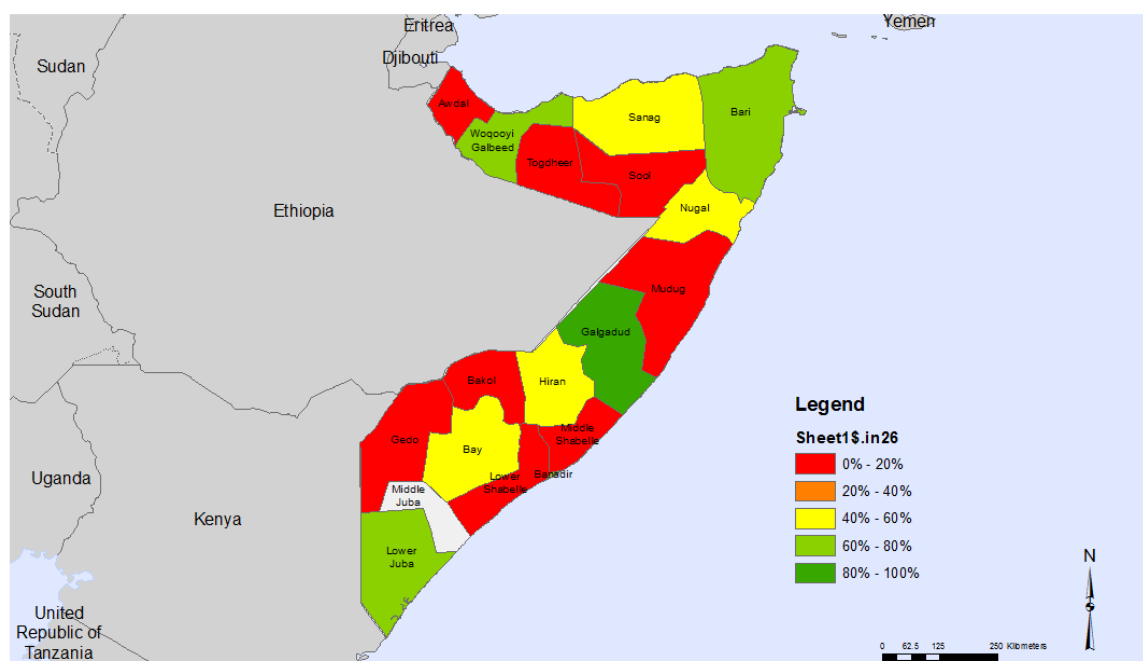 Eritrea
Yemen
Djibouti
Sudan
Awdal
Sanag
Bari
Woqooyi
Galbeed
Togdheer
Sool
Ethiopia
Nugal
South
Sudan
Mudug
Galgadud
Bakol
Hiran
Legend
Sheet1$.in26
0% - 20%
20% - 40%
40% - 60%
60% - 80%
80% - 100%
Gedo
Bay
Middle
Shabelle
Banadir
Lower
Shabelle
Uganda
Middle
Juba
Kenya
Lower
Juba
N
United
Republic of
Tanzania
0 62.5 125 250 Kilometers